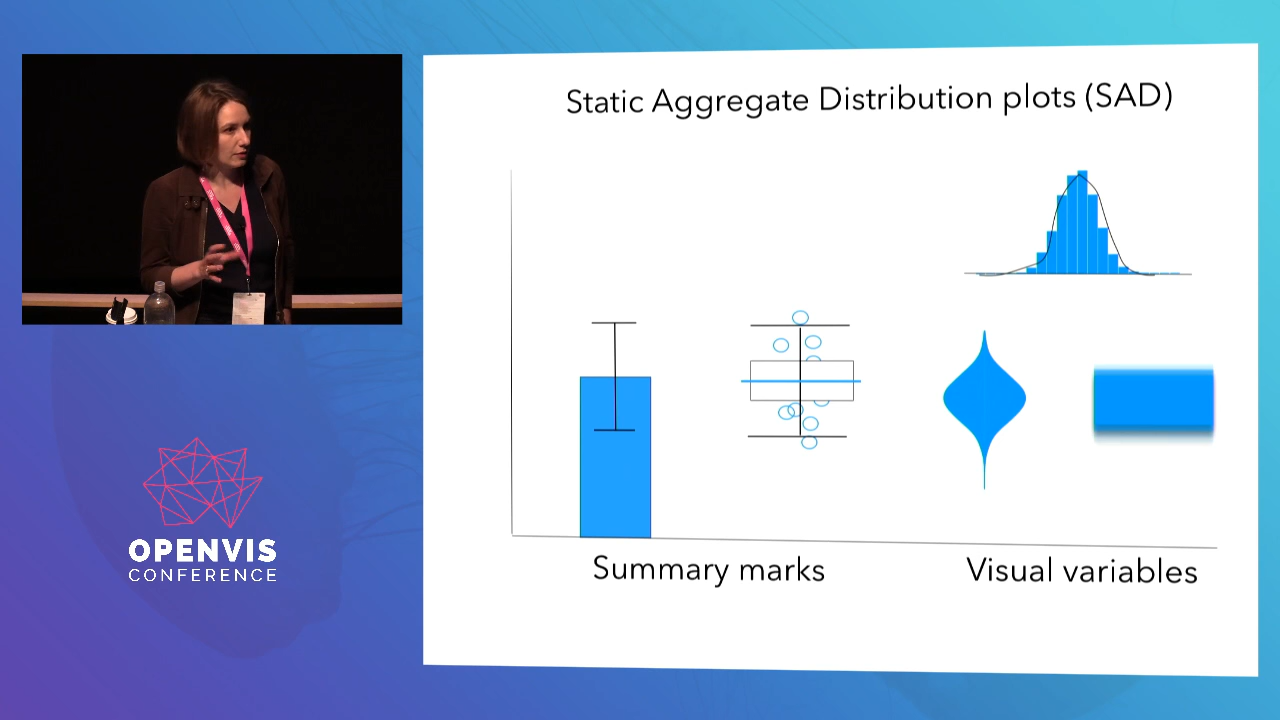 Static Aggregate Distribution plots (SAD)
Summary marks
Visual variables
OPENVIS
CONFERENCE